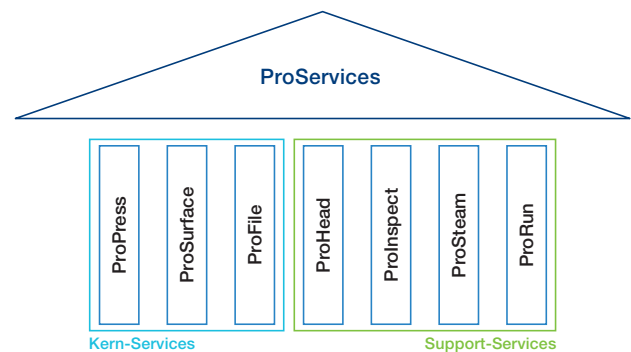 ProServices
ProPress
ProSurface
ProFile
ProHead
ProInspect
ProSteam
ProRun
Kern-Services
Support-Services